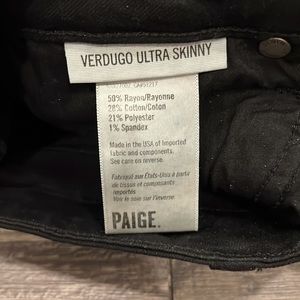 VERDUGO ULTRA SKINNY
50% Rayon/Rayonne
28% Cotton/Coton
21% Polyester
1% Spandex
Made in the USA of Imported
fabric and components.
See care on reverse.
Fabriqué aux États-Unis à partir
de tissus et composants
importés
Voir le soin sur l'inverse.
PAIGE.